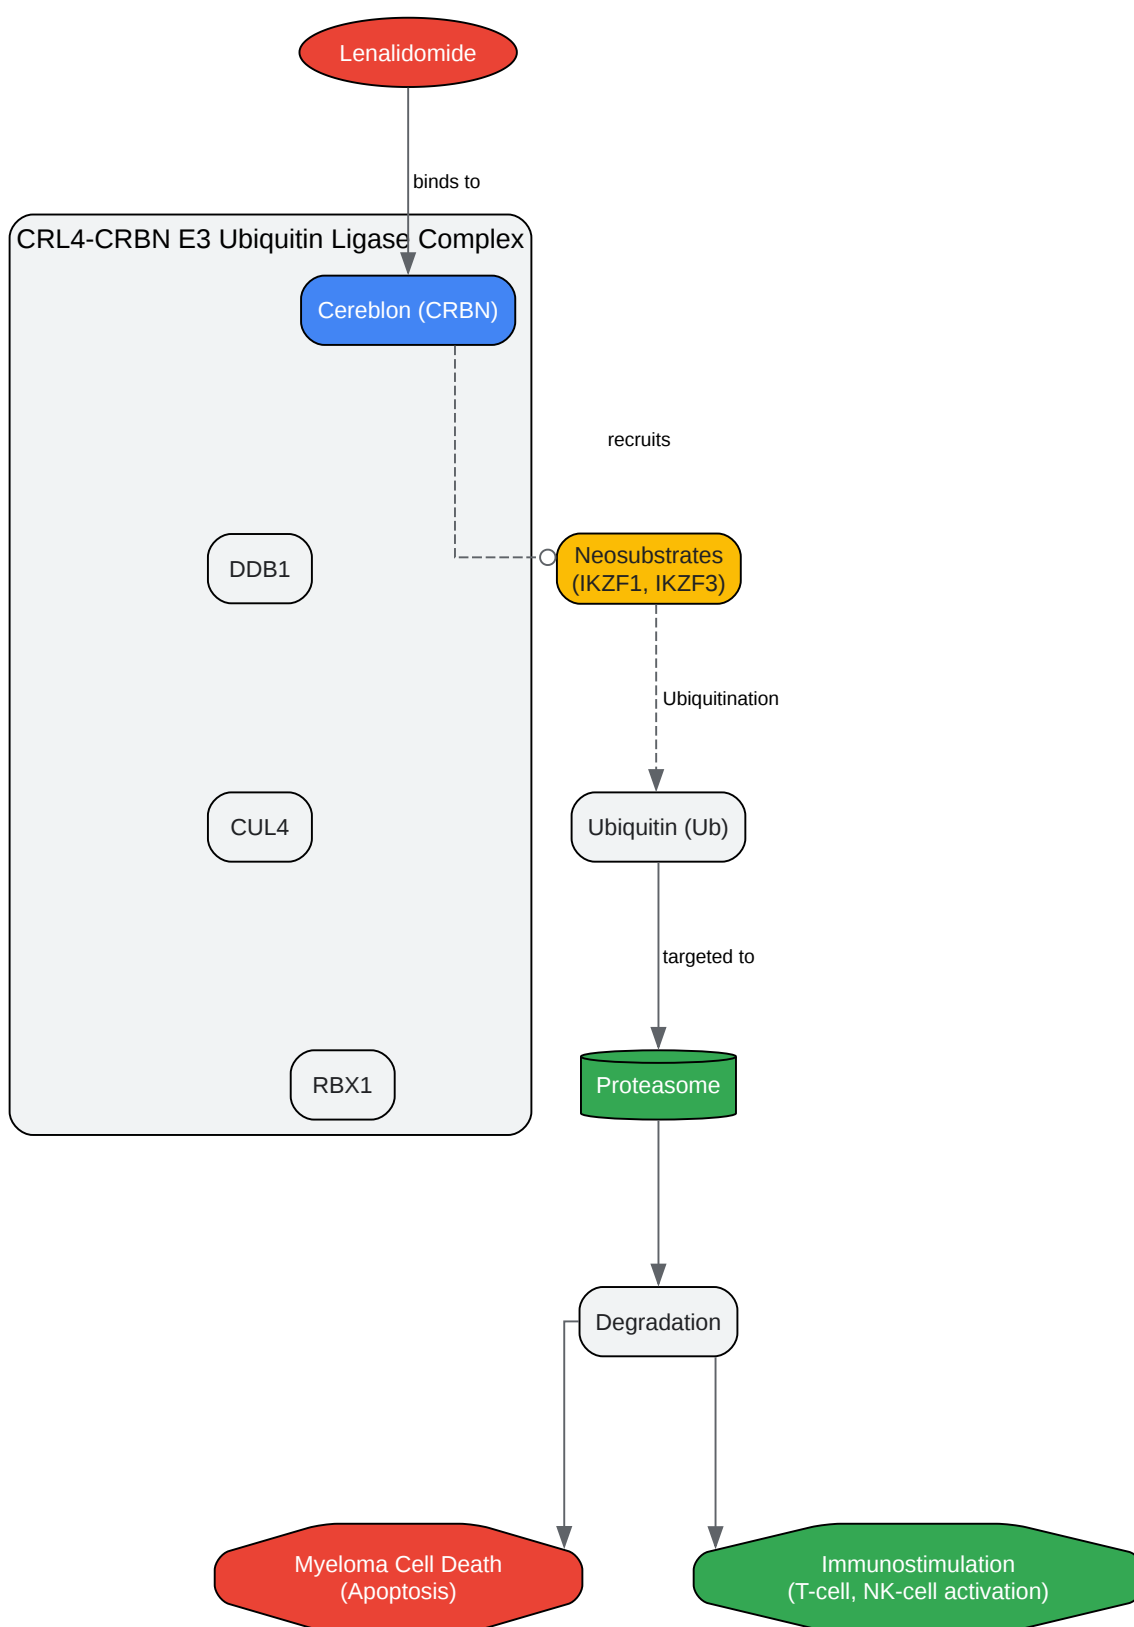 Lenalidomide
binds to
CRL4-CRBN E3 Ubiquitin Ligase Complex
Cereblon (CRBN)
recruits
DDB1
Neosubstrates
(IKZF1, IKZF3)
Ubiquitination
CUL4
Ubiquitin (Ub)
targeted to
RBX1
Proteasome
Degradation
Myeloma Cell Death
(Apoptosis)
Immunostimulation
(T-cell, NK-cell activation)